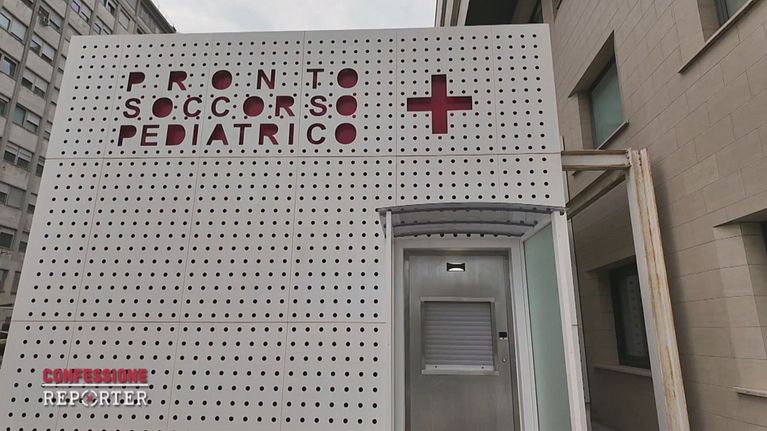 PRONTO
SOCCORSO
PEDIATRICO
CONFESSIONE
REPORTER